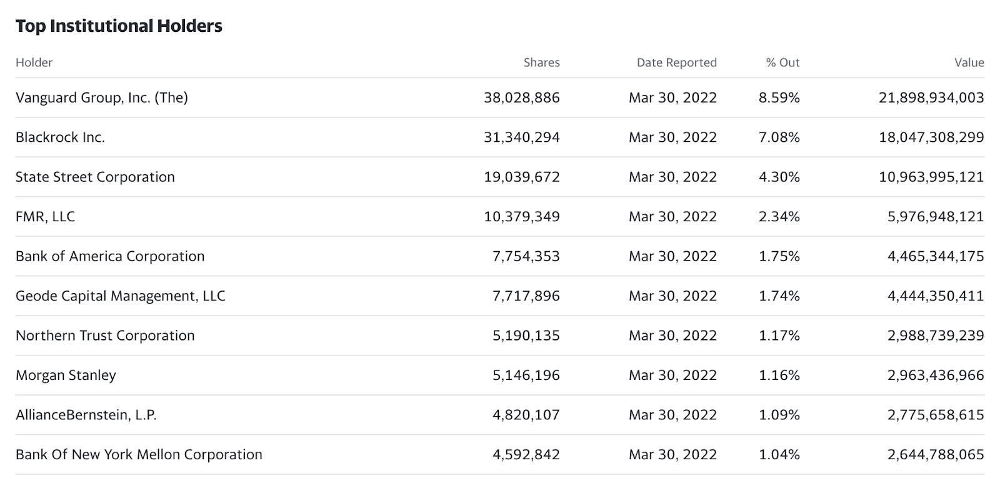 Top Institutional Holders
Holder Shares Date Reported % Out Value
Vanguard Group, Inc. (The) 38,028,886 Mar 30, 2022 8.59% 21,898,934,003
Blackrock Inc. 31,340,294 Mar 30, 2022 7.08% 18,047,308,299
State Street Corporation 19,039,672 Mar 30, 2022 4.30% 10,963,995,121
FMR, LLC 10,379,349 Mar 30, 2022 2.34% 5,976,948,121
Bank of America Corporation 7,754,353 Mar 30, 2022 1.75% 4,465,344,175
Geode Capital Management, LLC 7,717,896 Mar 30, 2022 1.74% 4,444,350,411
Northern Trust Corporation 5,190,135 Mar 30, 2022 1.17% 2,988,739,239
Morgan Stanley 5,146,196 Mar 30, 2022 1.16% 2,963,436,966
AllianceBernstein, L.P. 4,820,107 Mar 30, 2022 1.09% 2,775,658,615
Bank Of New York Mellon Corporation 4,592,842 Mar 30, 2022 1.04% 2,644,788,065